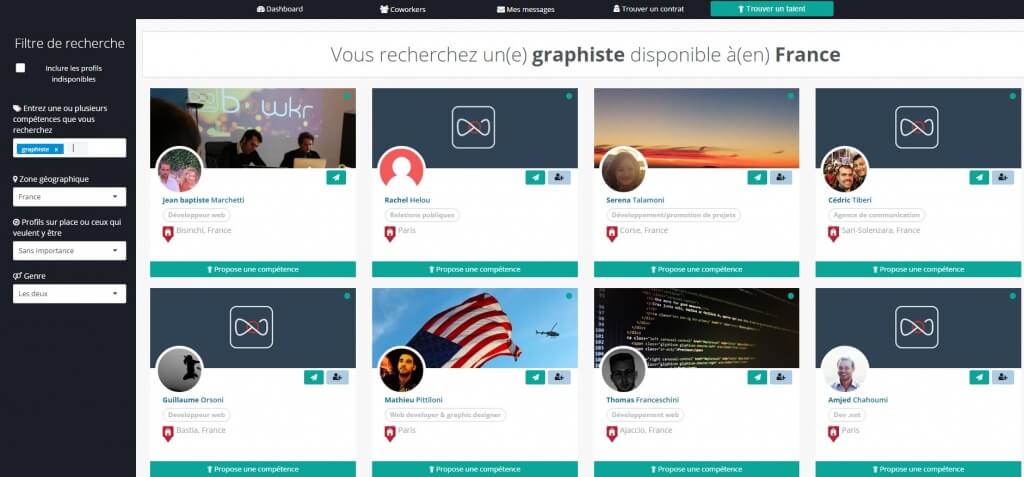 Dashboard
Coworkers
Mes messages
Trouver un contrat
Trouver un talent
Filtre de recherche
Inclure les profils
indisponibles
Entrez une ou plusieurs
compétences que vous
recherchez
graphiste x
Zone géographique
France
Profils sur place ou ceux qui
veulent y être
Sans importance
Genre
Les deux
Vous recherchez un(e) graphiste disponible à(en) France
Jean baptiste Marchetti
Développeur web
Bisinchi, France
Propose une compétence
Rachel Helou
Relations publiques
Paris
Propose une compétence
Serena Talamoni
Développement/promotion de projets
Corse, France
Propose une compétence
Cédric Tiberi
Agence de communication
Sari-Solenzara, France
Propose une compétence
Guillaume Orsoni
Developpeur web
Bastia, France
Propose une compétence
Mathieu Pittiloni
Web developer & graphic designer
Paris
Propose une compétence
Thomas Franceschini
Développement web
Ajaccio, France
Propose une compétence
Amjed Chahoumi
Dev .net
Paris
Propose une compétence